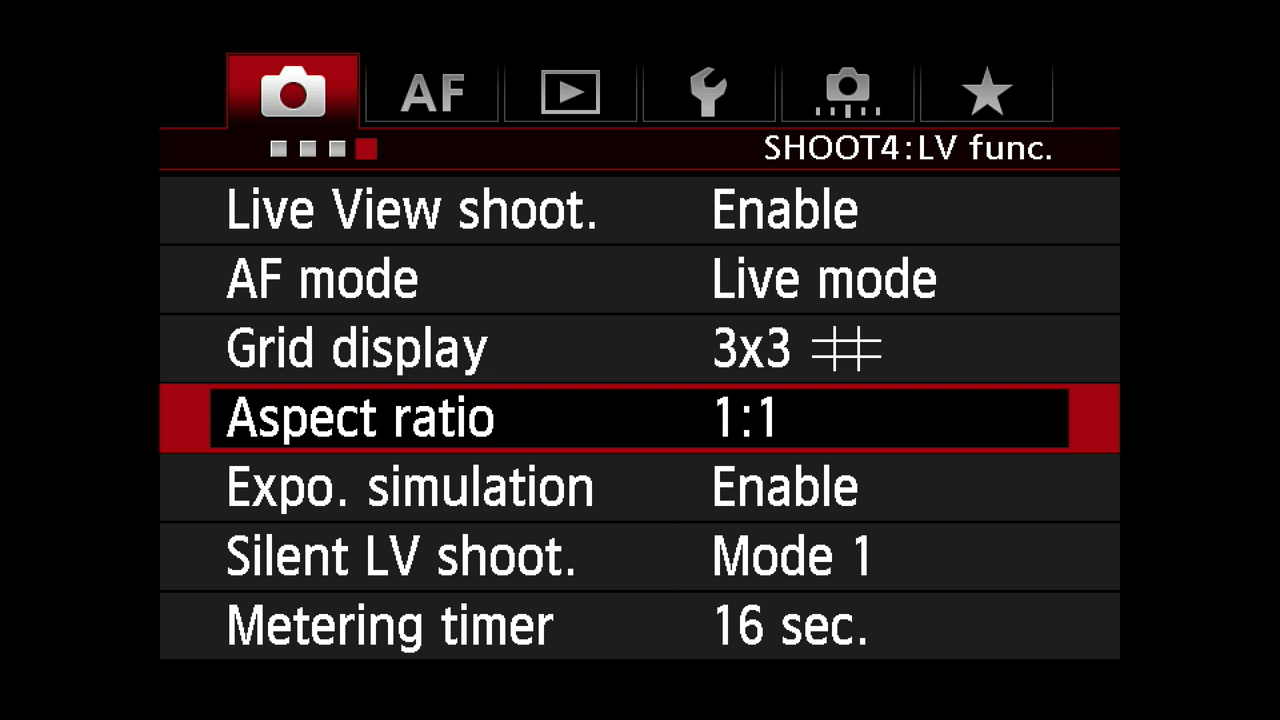 AF
SHOOT4:LV func.
Live View shoot. Enable
AF mode Live mode
Grid display 3x3
Aspect ratio 1:1
Expo. simulation Enable
Silent LV shoot. Mode 1
Metering timer 16 sec.